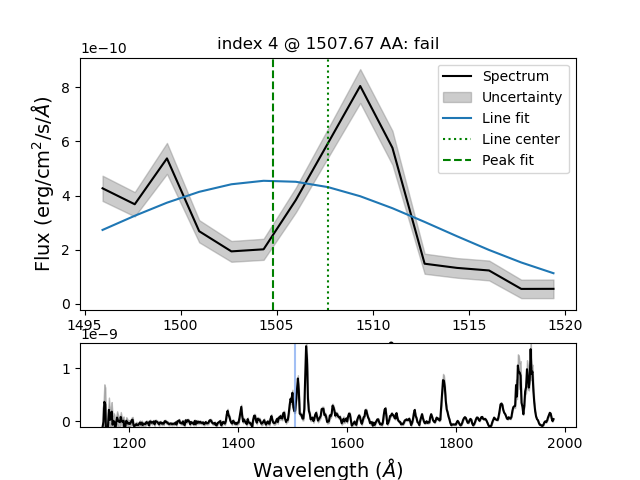 index 4 @ 1507.67 AA: fail
1e−10
8
6
4
2
0
Flux (erg/cm²/s/Å)
Spectrum
Uncertainty
Line fit
Line center
Peak fit
1495 1500 1505 1510 1515 1520
1e−9
1
0
1200 1400 1600 1800 2000
Wavelength (Å)